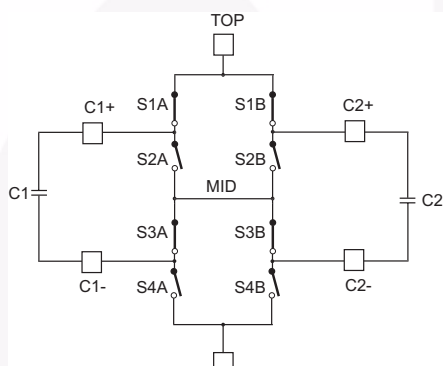 TOP
C1+ S1A S1B C2+
S2A S2B
C1 MID C2
S3A S3B
C1- S4A S4B C2-